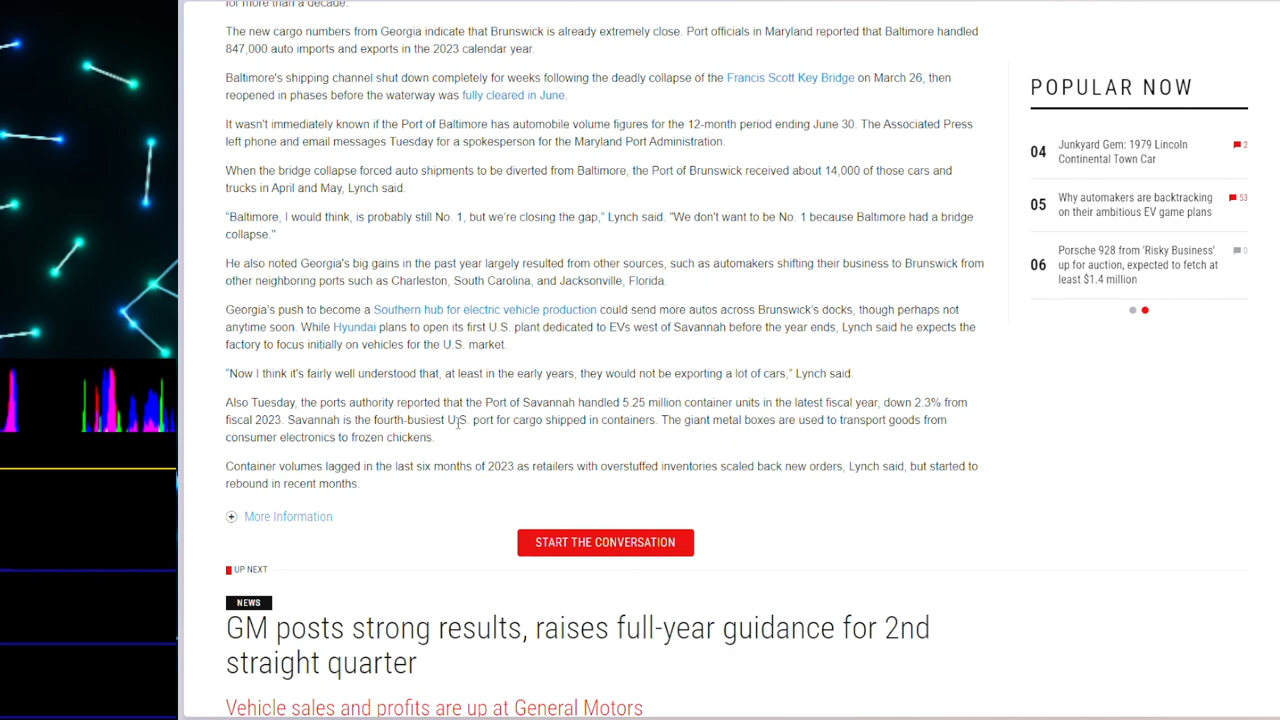 for more than a decade.
The new cargo numbers from Georgia indicate that Brunswick is already extremely close. Port officials in Maryland reported that Baltimore handled
847,000 auto imports and exports in the 2023 calendar year.
Baltimore's shipping channel shut down completely for weeks following the deadly collapse of the Francis Scott Key Bridge on March 26, then
reopened in phases before the waterway was fully cleared in June.
It wasn't immediately known if the Port of Baltimore has automobile volume figures for the 12-month period ending June 30. The Associated Press
left phone and email messages Tuesday for a spokesperson for the Maryland Port Administration.
When the bridge collapse forced auto shipments to be diverted from Baltimore, the Port of Brunswick received about 14,000 of those cars and
trucks in April and May, Lynch said.
"Baltimore, I would think, is probably still No. 1, but we're closing the gap," Lynch said. "We don't want to be No. 1 because Baltimore had a bridge
collapse."
He also noted Georgia's big gains in the past year largely resulted from other sources, such as automakers shifting their business to Brunswick from
other neighboring ports such as Charleston, South Carolina, and Jacksonville, Florida.
Georgia's push to become a Southern hub for electric vehicle production could send more autos across Brunswick's docks, though perhaps not
anytime soon. While Hyundai plans to open its first U.S. plant dedicated to EVs west of Savannah before the year ends, Lynch said he expects the
factory to focus initially on vehicles for the U.S. market.
"Now I think it's fairly well understood that, at least in the early years, they would not be exporting a lot of cars," Lynch said.
Also Tuesday, the ports authority reported that the Port of Savannah handled 5.25 million container units in the latest fiscal year, down 2.3% from
fiscal 2023. Savannah is the fourth-busiest U.S. port for cargo shipped in containers. The giant metal boxes are used to transport goods from
consumer electronics to frozen chickens.
Container volumes lagged in the last six months of 2023 as retailers with overstuffed inventories scaled back new orders, Lynch said, but started to
rebound in recent months.
More Information
START THE CONVERSATION
UP NEXT
NEWS
GM posts strong results, raises full-year guidance for 2nd
straight quarter
Vehicle sales and profits are up at General Motors
POPULAR NOW
04 Junkyard Gem: 1979 Lincoln 2
Continental Town Car
05 Why automakers are backtracking 53
on their ambitious EV game plans
Porsche 928 from 'Risky Business' 0
06 up for auction, expected to fetch at
least $1.4 million